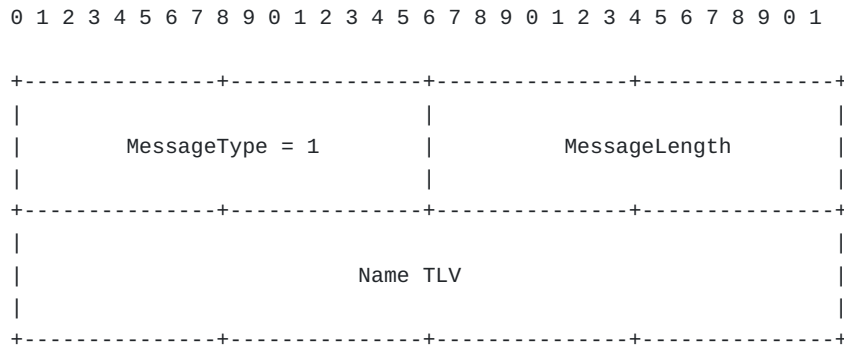 0 1 2 3 4 5 6 7 8 9 0 1 2 3 4 5 6 7 8 9 0 1 2 3 4 5 6 7 8 9 0 1
+---------------+---------------+---------------+---------------+
| | |
| MessageType = 1 | MessageLength |
| | |
+---------------+---------------+---------------+---------------+
| |
| Name TLV |
| |
+---------------+---------------+---------------+---------------+